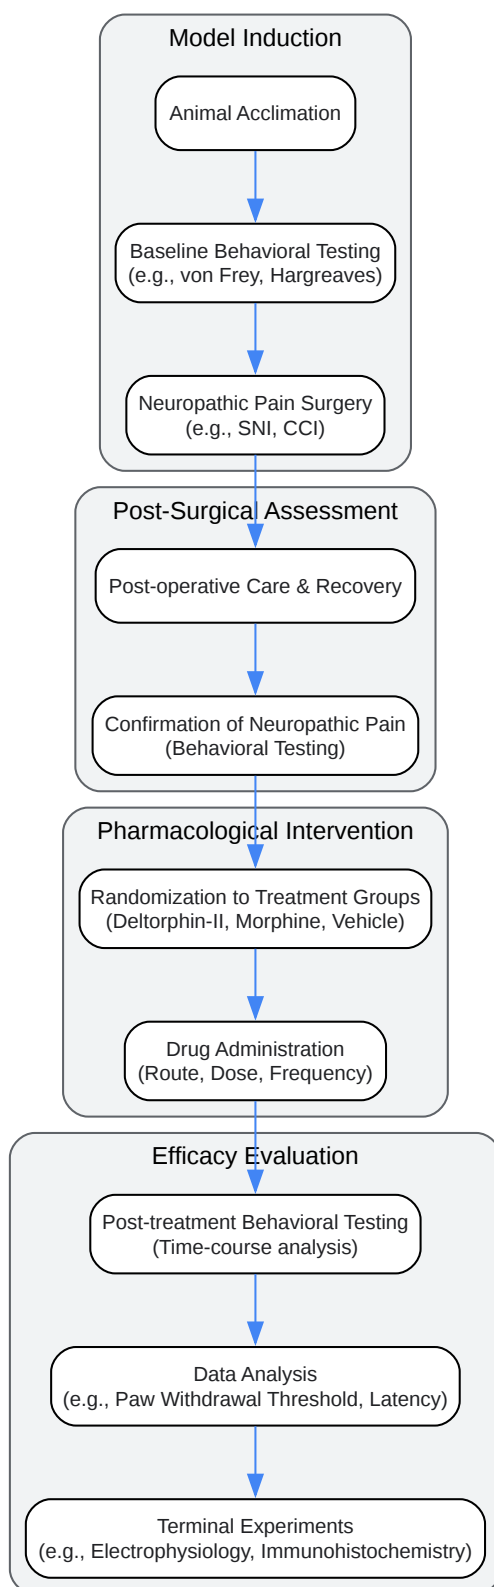 Model Induction
Animal Acclimation
Baseline Behavioral Testing
(e.g., von Frey, Hargreaves)
Neuropathic Pain Surgery
(e.g., SNI, CCI)
Post-Surgical Assessment
Post-operative Care & Recovery
Confirmation of Neuropathic Pain
(Behavioral Testing)
Pharmacological Intervention
Randomization to Treatment Groups
(Deltorphin-II, Morphine, Vehicle)
Drug Administration
(Route, Dose, Frequency)
Efficacy Evaluation
Post-treatment Behavioral Testing
(Time-course analysis)
Data Analysis
(e.g., Paw Withdrawal Threshold, Latency)
Terminal Experiments
(e.g., Electrophysiology, Immunohistochemistry)